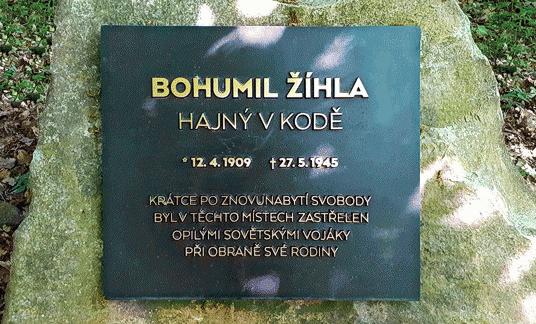 BOHUMIL ŽÍHLA
HAJNÝ V KODĚ
* 12. 4. 1909 † 27. 5. 1945
KRÁTCE PO ZNOVUNABYTÍ SVOBODY
BYL V TĚCHTO MÍSTECH ZASTŘELEN
OPILÝMI SOVĚTSKÝMI VOJÁKY
PŘI OBRANĚ SVÉ RODINY